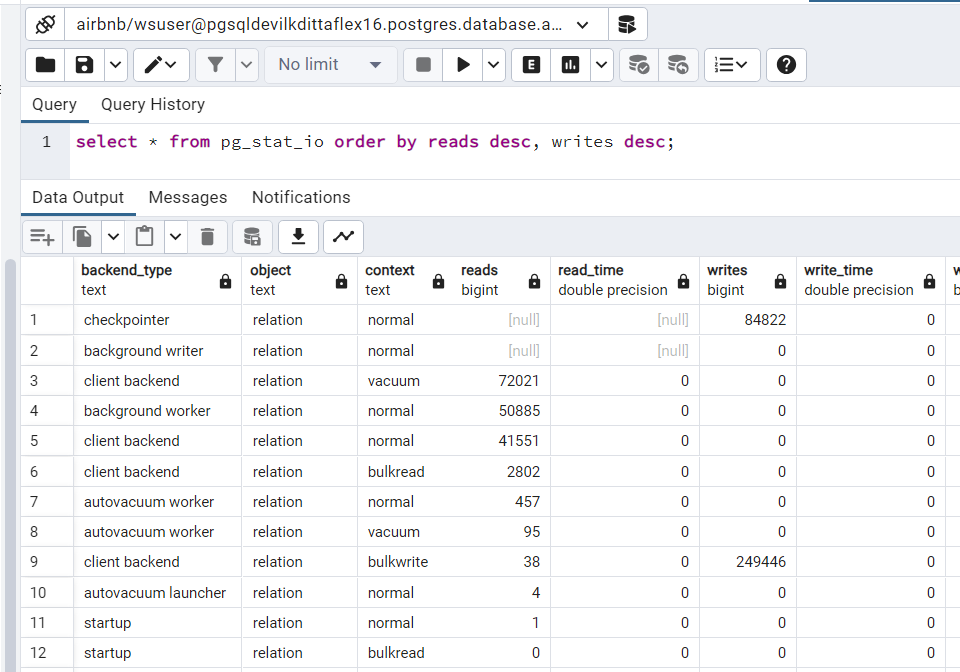 airbnb/wsuser@pgsqldevilkdittaflex16.postgres.database.a...
No limit
E
Query Query History
1 select * from pg_stat_io order by reads desc, writes desc;
Data Output Messages Notifications
backend_type object context reads read_time writes write_time w
text text text bigint double precision bigint double precision b
1 checkpointer relation normal [null] [null] 84822 0
2 background writer relation normal [null] [null] 0 0
3 client backend relation vacuum 72021 0 0 0
4 background worker relation normal 50885 0 0 0
5 client backend relation normal 41551 0 0 0
6 client backend relation bulkread 2802 0 0 0
7 autovacuum worker relation normal 457 0 0 0
8 autovacuum worker relation vacuum 95 0 0 0
9 client backend relation bulkwrite 38 0 249446 0
10 autovacuum launcher relation normal 4 0 0 0
11 startup relation normal 1 0 0 0
12 startup relation bulkread 0 0 0 0